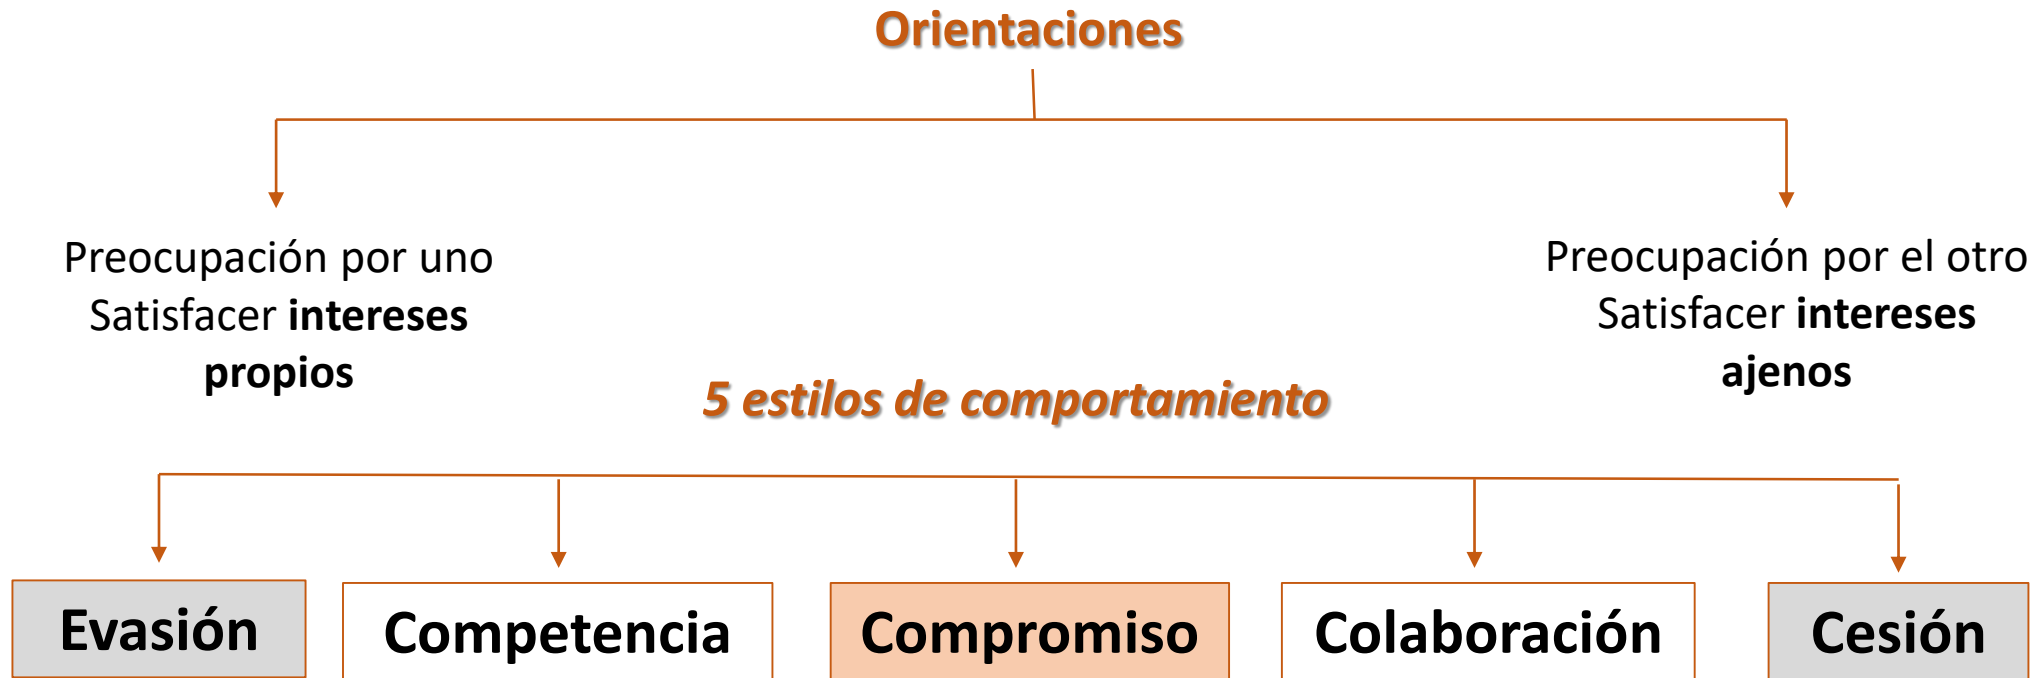 Orientaciones
Preocupación por uno
Satisfacer intereses
propios
Preocupación por el otro
Satisfacer intereses
ajenos
5 estilos de comportamiento
Evasión
Competencia
Compromiso
Colaboración
Cesión